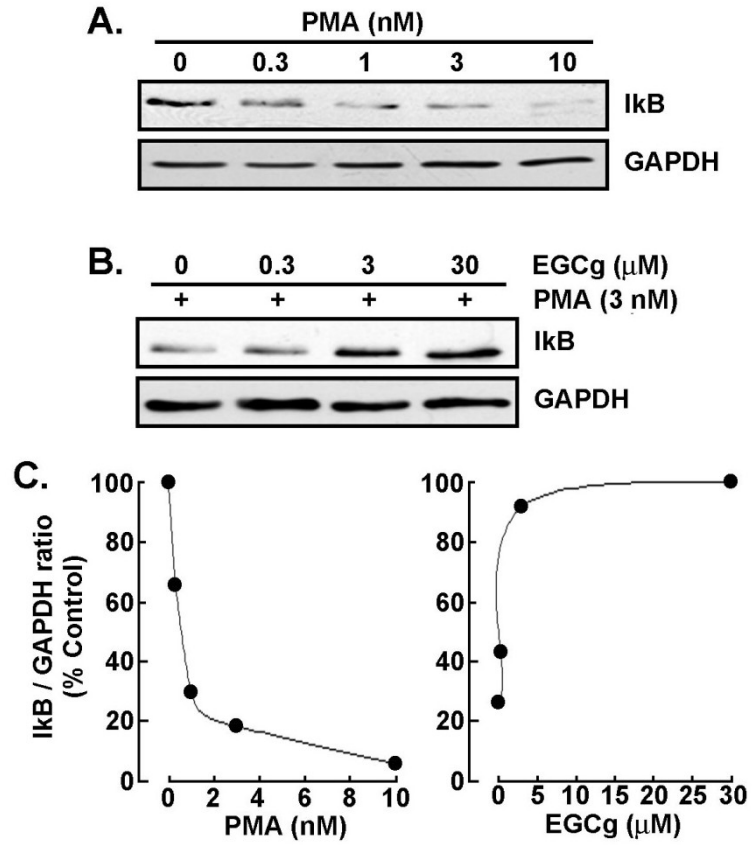 A.
PMA (nM)
0 0.3 1 3 10
IkB
GAPDH
B.
0 0.3 3 30 EGCg (μM)
+ + + + PMA (3 nM)
IkB
GAPDH
C.
IkB / GAPDH ratio
(% Control)
100
80
60
40
20
0
0 2 4 6 8 10
PMA (nM)
100
80
60
40
20
0
0 5 10 15 20 25 30
EGCg (μM)